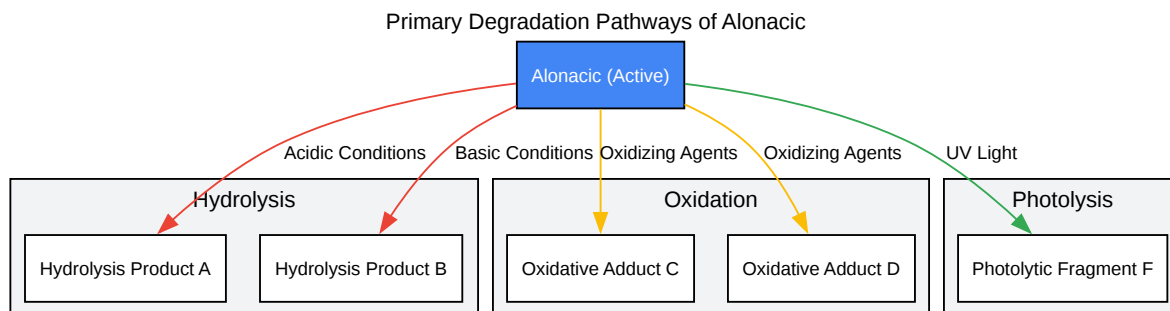 Primary Degradation Pathways of Alonacic
Alonacic (Active)
Acidic Conditions
Basic Conditions
Oxidizing Agents
Oxidizing Agents
UV Light
Hydrolysis
Oxidation
Photolysis
Hydrolysis Product A
Hydrolysis Product B
Oxidative Adduct C
Oxidative Adduct D
Photolytic Fragment F